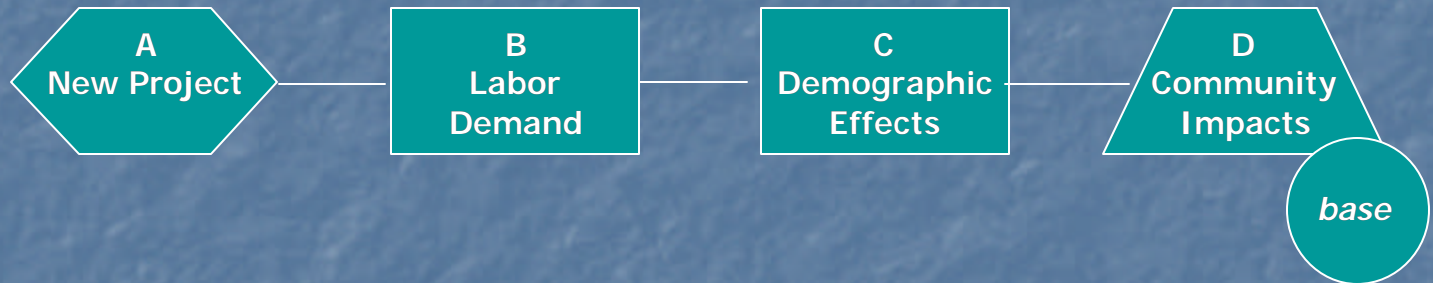 A
New Project
B
Labor
Demand
C
Demographic
Effects
D
Community
Impacts
base